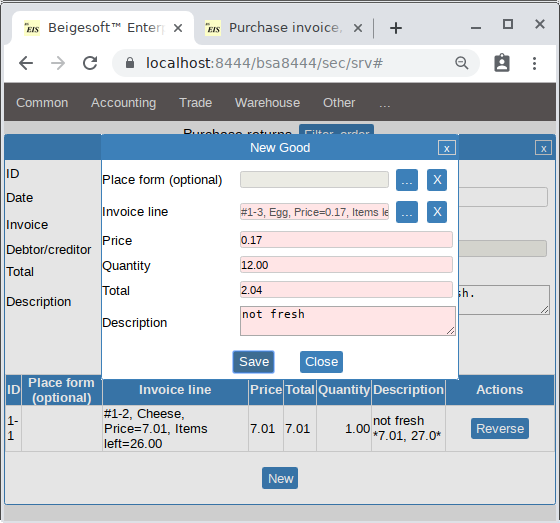 Beigesoft™ Enter
Purchase invoice,
localhost:8444/bsa8444/sec/srv#
Common Accounting Trade Warehouse Other ...
Purchase returns Filter, order
New Good x
x
ID
Date
Invoice
Debtor/creditor
Total
Description
sh.
Place form (optional) ... X
Invoice line #1-3, Egg, Price=0.17, Items le ... X
Price 0.17
Quantity 12.00
Total 2.04
Description not fresh
Save Close
ID Place form (optional) Invoice line Price Total Quantity Description Actions
1-1 #1-2, Cheese, Price=7.01, Items left=26.00 7.01 7.01 1.00 not fresh *7.01, 27.0* Reverse
New